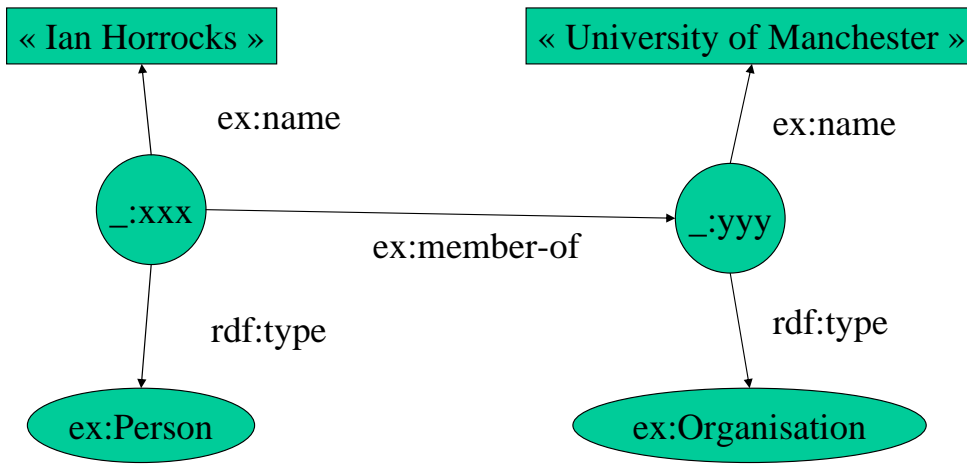 « Ian Horrocks »
« University of Manchester »
ex:name
ex:name
_:xxx
_:yyy
ex:member-of
rdf:type
rdf:type
ex:Person
ex:Organisation